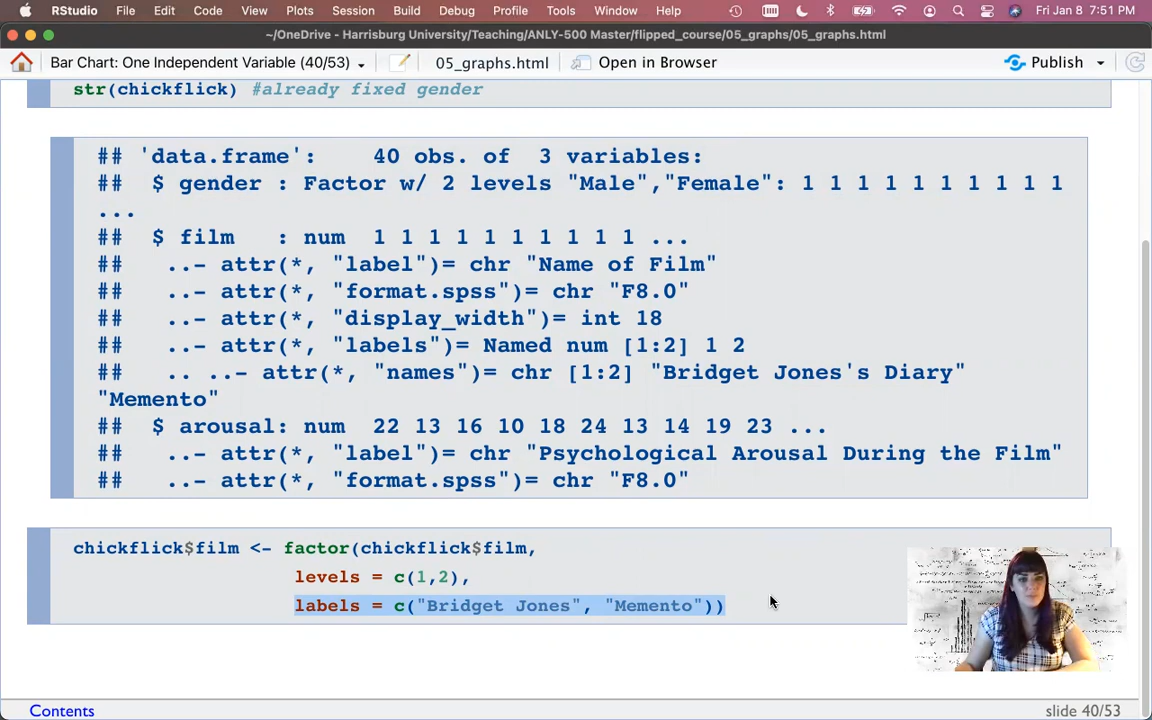 RStudio File Edit Code View Plots Session Build Debug Profile Tools Window Help Fri Jan 8 7:51 PM
~/OneDrive - Harrisburg University/Teaching/ANLY-500 Master/flipped_course/05_graphs/05_graphs.html
Bar Chart: One Independent Variable (40/53) 05_graphs.html Open in Browser Publish
str(chickflick) #already fixed gender
## 'data.frame': 40 obs. of 3 variables:
## $ gender : Factor w/ 2 levels "Male","Female": 1 1 1 1 1 1 1 1 1 1
...
## $ film : num 1 1 1 1 1 1 1 1 1 1 ...
## ..- attr(*, "label")= chr "Name of Film"
## ..- attr(*, "format.spss")= chr "F8.0"
## ..- attr(*, "display_width")= int 18
## ..- attr(*, "labels")= Named num [1:2] 1 2
## .. ..- attr(*, "names")= chr [1:2] "Bridget Jones's Diary"
"Memento"
## $ arousal: num 22 13 16 10 18 24 13 14 19 23 ...
## ..- attr(*, "label")= chr "Psychological Arousal During the Film"
## ..- attr(*, "format.spss")= chr "F8.0"
chickflick$film <- factor(chickflick$film,
levels = c(1,2),
labels = c("Bridget Jones", "Memento"))
Contents slide 40/53